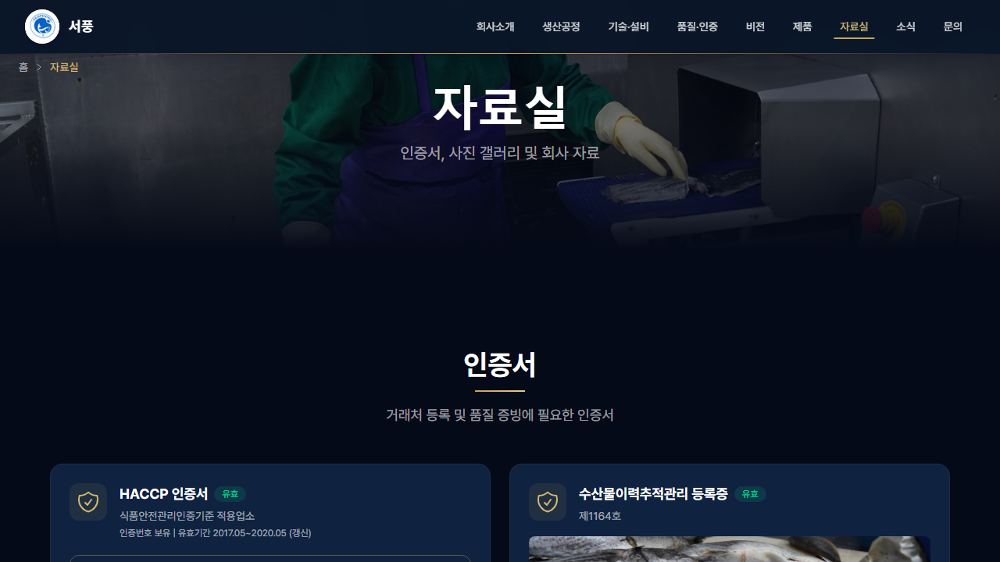 서풍
회사소개 생산공정 기술·설비 품질·인증 비전 제품 자료실 소식 문의
홈 > 자료실
자료실
인증서, 사진 갤러리 및 회사 자료
인증서
거래처 등록 및 품질 증빙에 필요한 인증서
HACCP 인증서 유효
식품안전관리인증기준 적용업소
인증번호 보유 | 유효기간 2017.05~2020.05 (갱신)
수산물이력추적관리 등록증 유효
제1164호